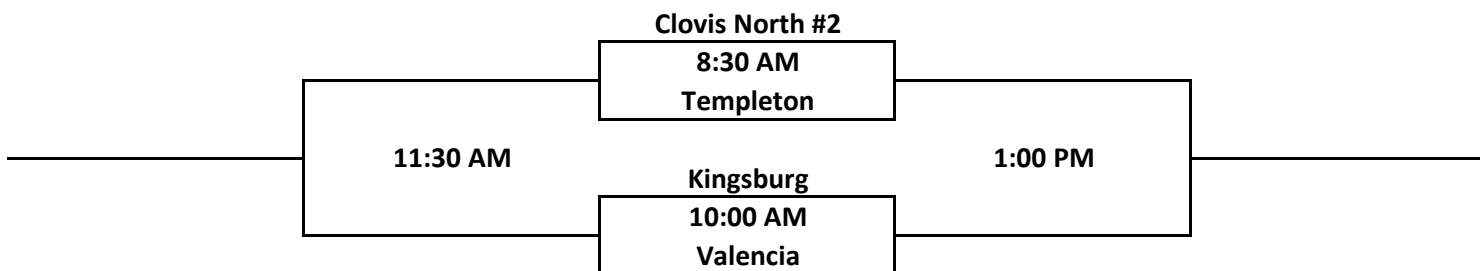 Clovis North #2
8:30 AM
Templeton
11:30 AM
1:00 PM
Kingsburg
10:00 AM
Valencia